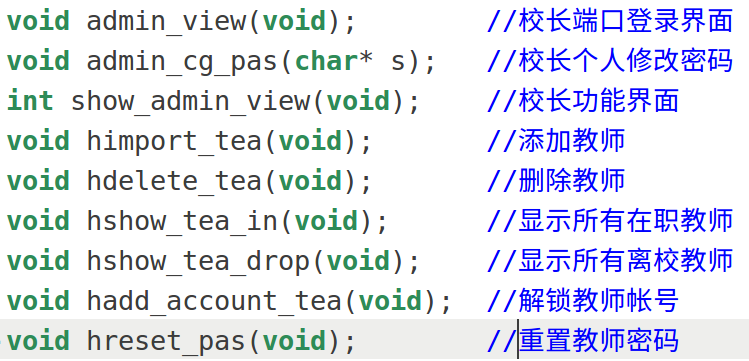 void admin_view(void);        //校长端口登录界面
void admin_cg_pas(char* s);   //校长个人修改密码
int show_admin_view(void);    //校长功能界面
void himport_tea(void);       //添加教师
void hdelete_tea(void);       //删除教师
void hshow_tea_in(void);      //显示所有在职教师
void hshow_tea_drop(void);    //显示所有离校教师
void hadd_account_tea(void);  //解锁教师帐号
void hreset_pas(void);        //重置教师密码